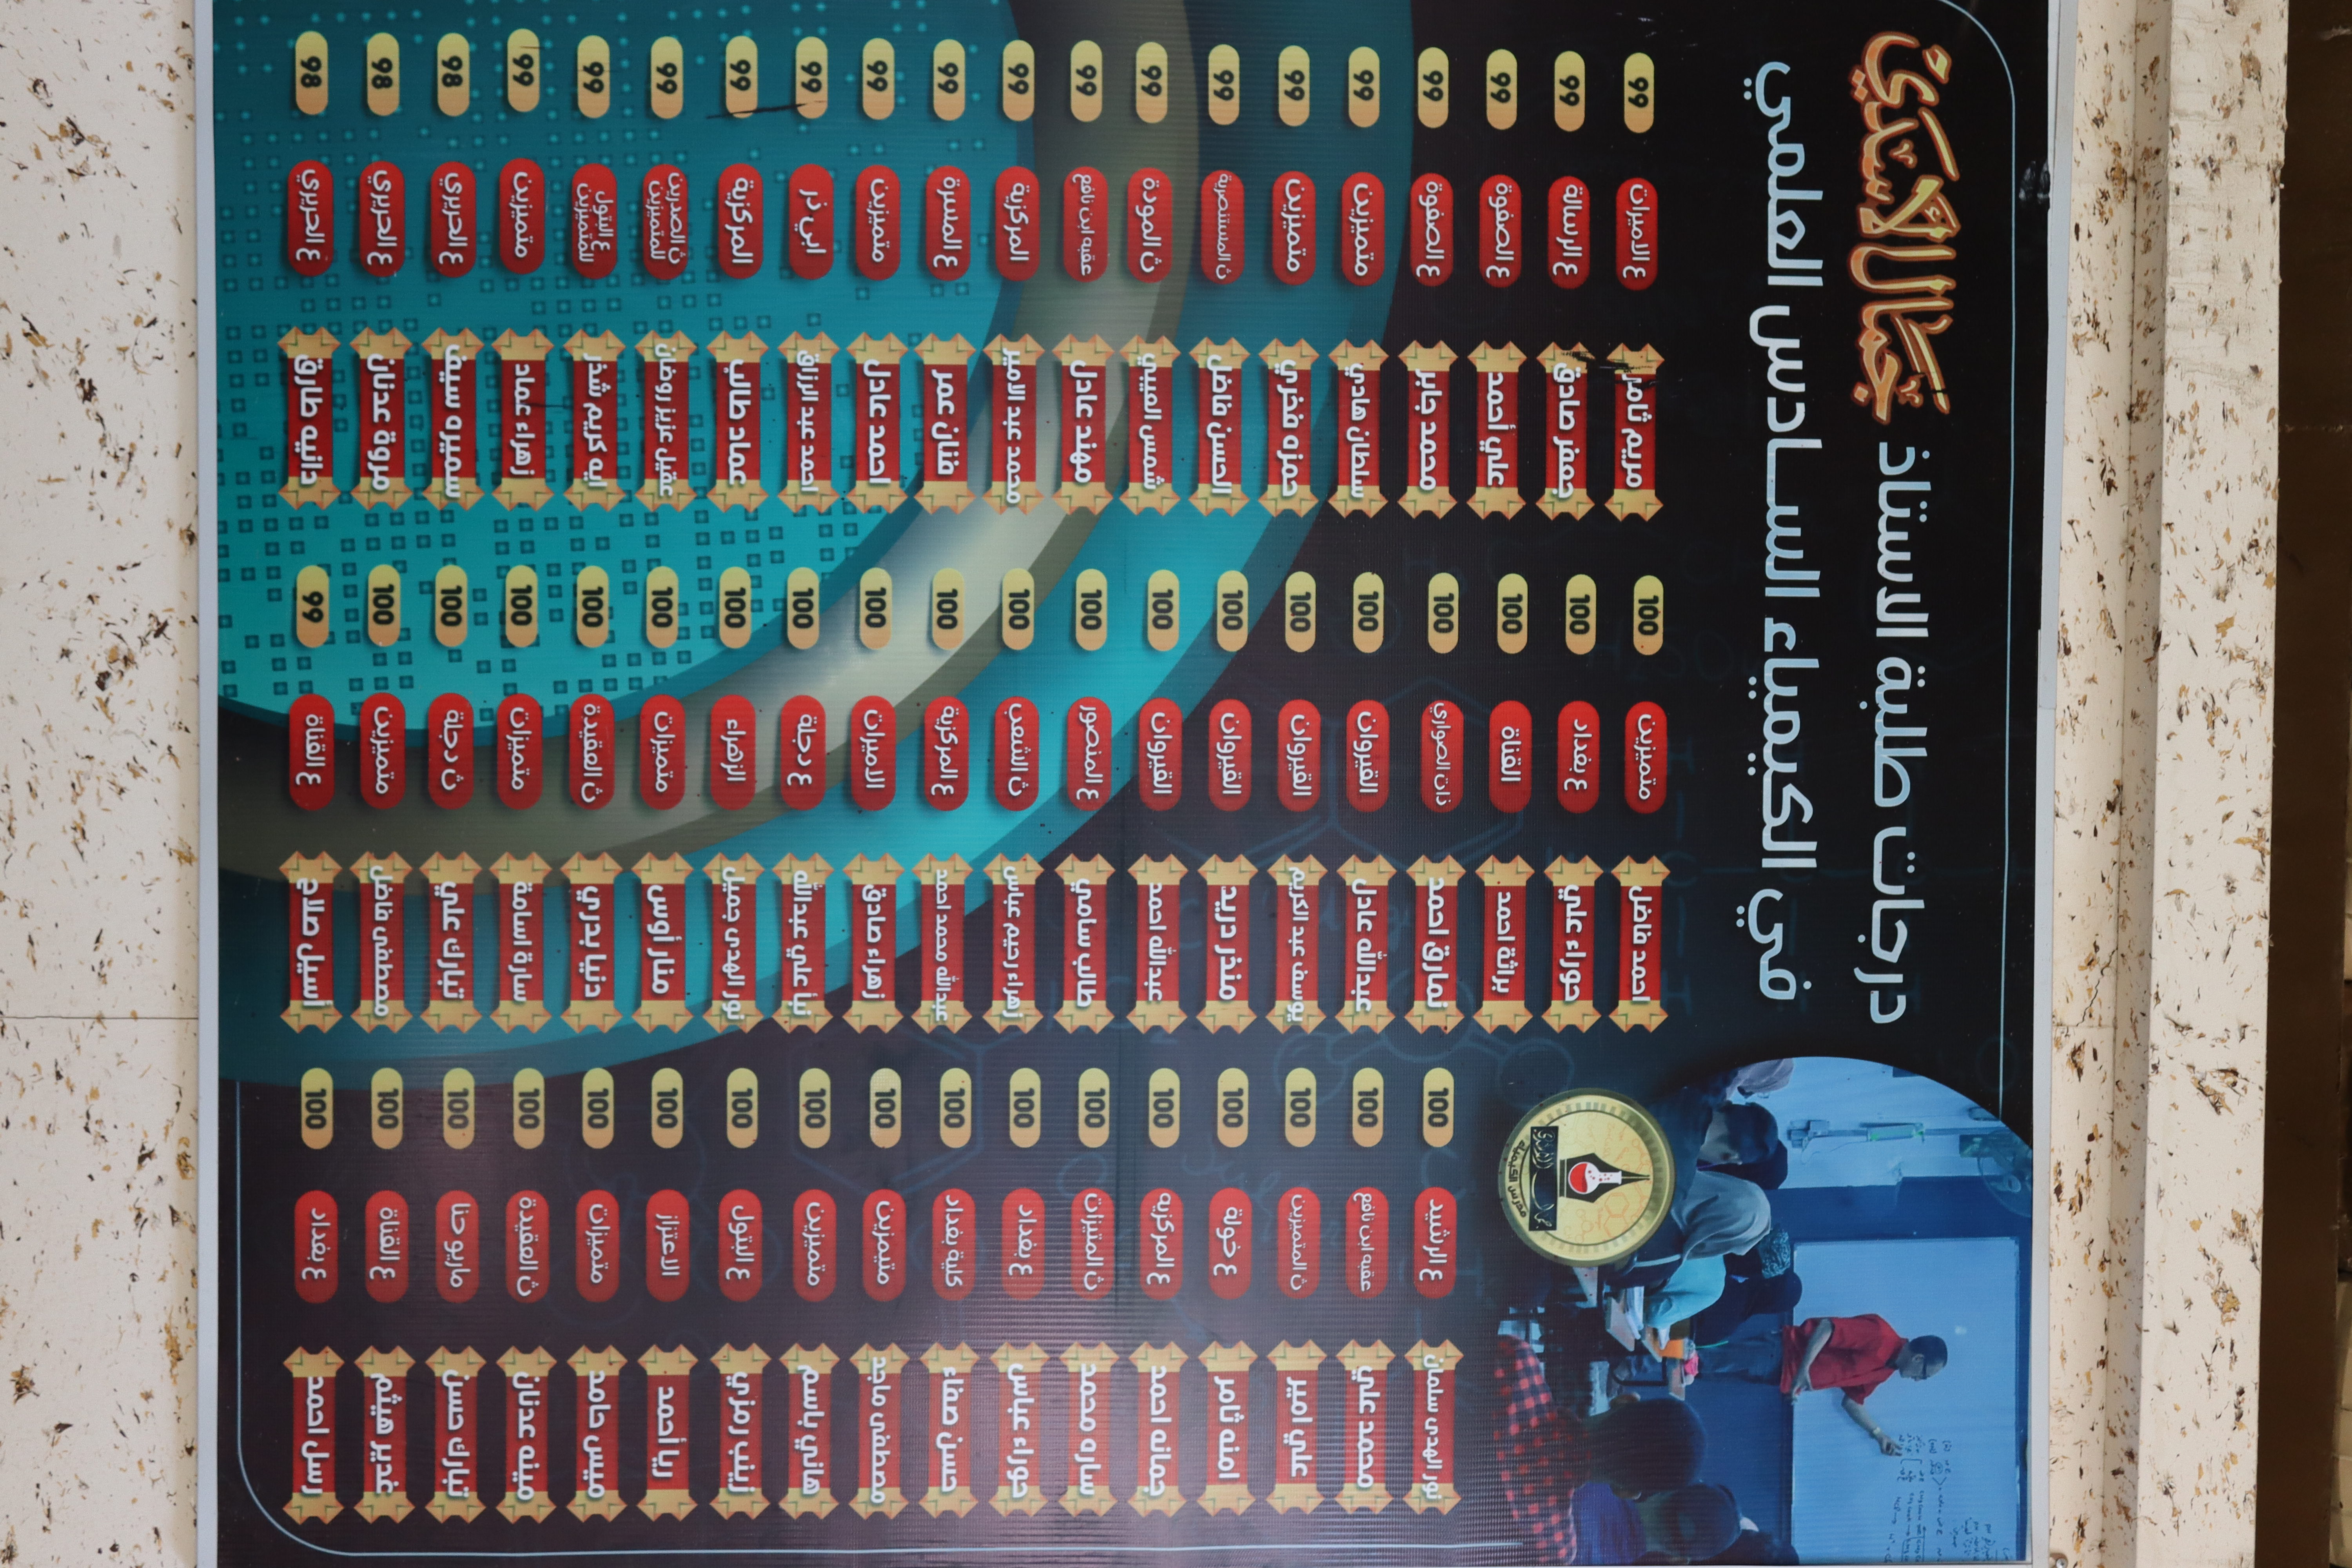 درجات طلبة الاستاذ جمال الأسدي
في الكيمياء السادس العلمي
جمال الأسدي
مدرس الكيمياء
نور الهدى سلمان ع الرشيد 100
محمد علي عقبه ابن نافع 100
علي امير ث المتميزين 100
امنه ثامر ع خولة 100
جمانه احمد ع المركزيه 100
ساره محمد ث المتيزات 100
حوراء عباس ع بغداد 100
حسن صفاء كلية بغداد 100
مصطفى ماجد متيمزين 100
هاني باسم متميزين 100
زينب رمزي ع البتول 100
ريا أحمد الاعتزاز 100
ميس حامد متميزات 100
مينه عدنان ث العقيدة 100
تبارك حسن ماريو حنا 100
غدير هيثم ع القناة 100
رسل احمد ع بغداد 100
احمد فاضل متميزين 100
حوراء علي ع بغداد 100
براثة احمد القناة 100
نمارق احمد ذات الصواري 100
عبدالله عادل القيروان 100
يوسف عبد الكريم القيروان 100
منذر دريد القيروان 100
عبدالله احمد القيروان 100
طالب سامي ع المنصور 100
زهراء رحيم عباس ث الشعب 100
عبدالله محمد احمد ع المركزية 100
زهراء صادق الاميرات 100
نبأ علي عبدالله ع دجلة 100
نور الهدى جميل الزهراء 100
منار أوس متميزات 100
دنيا بدري ث العقيدة 100
سارة اسامة متميزات 100
تبارك علي ث دجلة 100
مصطفى فاضل متميزين 100
أسيل صلاح ع القناة 99
مريم ثامر ع الاميرات 99
جعفر صادق ع الرسالة 99
علي أحمد ع الصفوة 99
محمد جابر ع الصفوة 99
سلطان هادي متميزين 99
حمزه فخري متميزين 99
الحسن فاضل ث المستنصرية 99
شمس العيبي ث المودة 99
مهند عادل عقبه ابن نافع 99
محمد عبد الامير المركزية 99
فنان عمر ع المسرة 99
احمد عادل متميزين 99
احمد عبد الرزاق ابي ذر 99
عماد طالب المركزية 99
عقيل عزيز روضان ث الصدرين للمتميزين 99
ايه كريم شذر ع البتول للمتميزين 99
زهراء عماد متميزين 99
سميره سيف ع الحريري 98
مروة عدنان ع الحريري 98
دانيه طارق ع الحريري 98